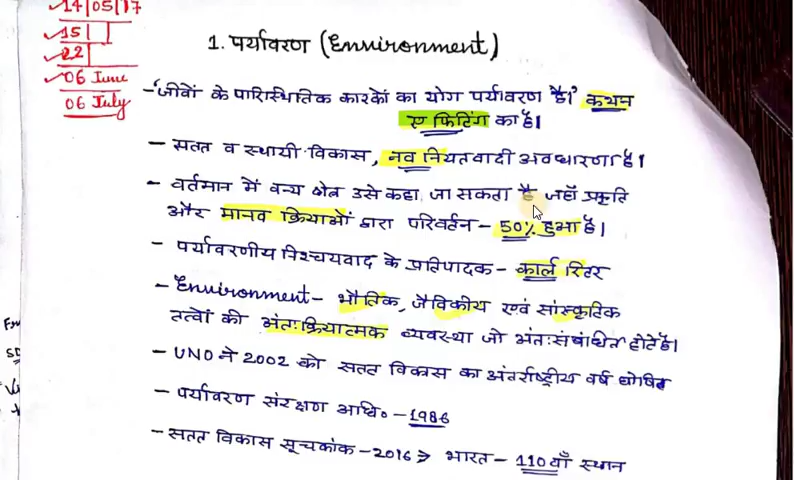 14/05/17
15
22
06 June
06 July
1. पर्यावरण (Environment)
- 'जीवों के पारिस्थितिक कारकों का योग पर्यावरण है।' कथन
ए फिटिंग का है।
- सतत व स्थायी विकास, नव नियतवादी अवधारणा है।
- वर्तमान में वन्य क्षेत्र उसे कहा जा सकता है जहाँ प्रकृति
और मानव क्रियाओं द्वारा परिवर्तन - 50% हुआ है।
- पर्यावरणीय निश्चयवाद के प्रतिपादक - कार्ल रिटर
- Environment - भौतिक, जैविकीय एवं सांस्कृतिक
तत्वों की अंतःक्रियात्मक व्यवस्था जो अंतःसंबंधित होते है।
- UNO ने 2002 को सतत विकास का अंतर्राष्ट्रीय वर्ष घोषित
- पर्यावरण संरक्षण अधि० - 1986
- सतत विकास सूचकांक - 2016 => भारत - 110वाँ स्थान